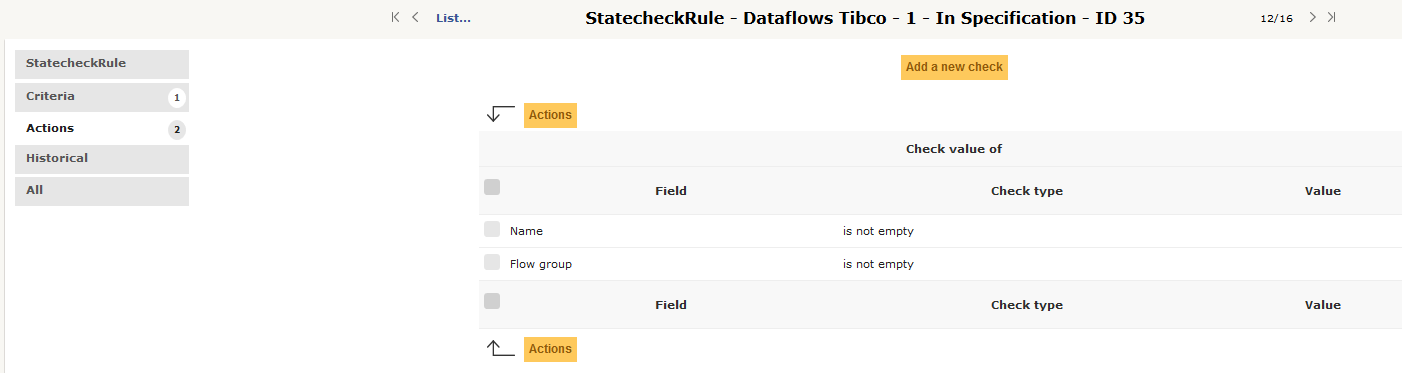 List...
StatecheckRule - Dataflows Tibco - 1 - In Specification - ID 35
12/16
StatecheckRule
Criteria 1
Actions 2
Historical
All
Add a new check
Actions
Check value of
Field Check type Value
Name is not empty
Flow group is not empty
Field Check type Value
Actions